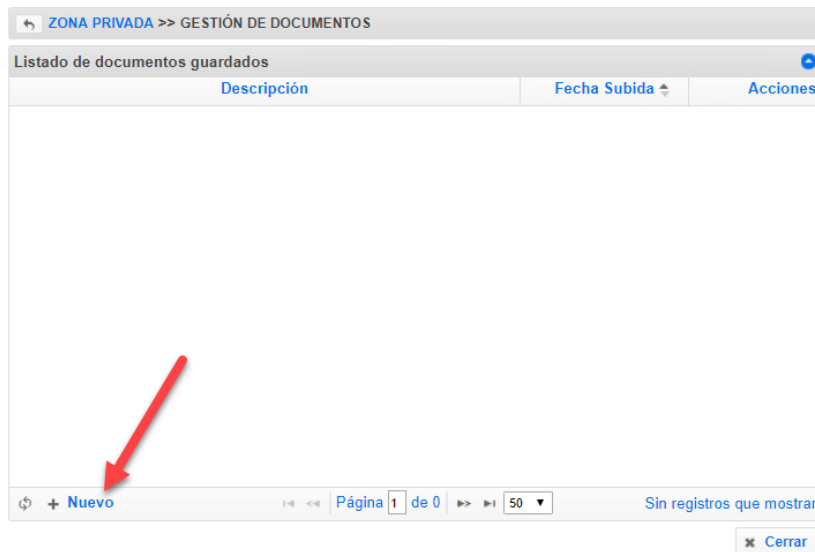 ZONA PRIVADA >> GESTIÓN DE DOCUMENTOS
Listado de documentos guardados
Descripción Fecha Subida Acciones
+ Nuevo Página 1 de 0 50 Sin registros que mostrar
Cerrar